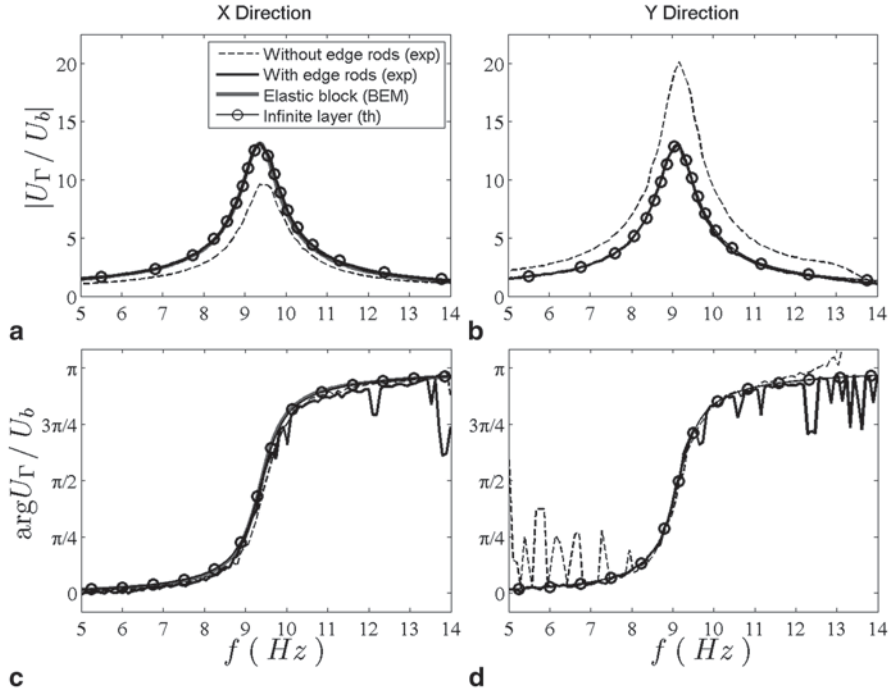 X Direction
Y Direction
Without edge rods (exp)
With edge rods (exp)
Elastic block (BEM)
Infinite layer (th)
|U_Γ / U_b|
20
15
10
5
0
5 6 7 8 9 10 11 12 13 14
a
20
15
10
5
0
5 6 7 8 9 10 11 12 13 14
b
argU_Γ / U_b
π
3π/4
π/2
π/4
0
5 6 7 8 9 10 11 12 13 14
f ( Hz )
c
π
3π/4
π/2
π/4
0
5 6 7 8 9 10 11 12 13 14
f ( Hz )
d